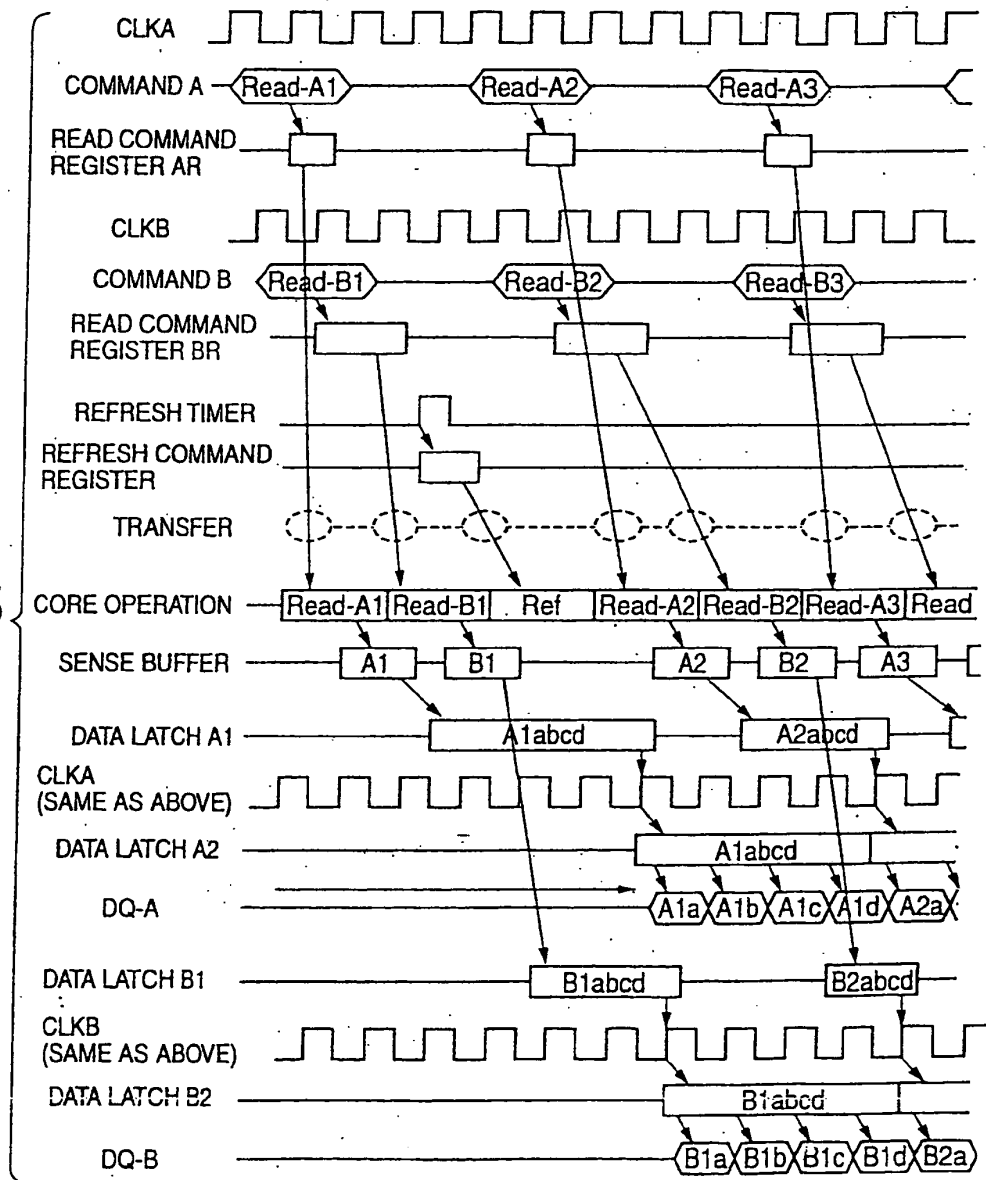 CLKA
COMMAND A Read-A1 Read-A2 Read-A3
READ COMMAND
REGISTER AR
CLKB
COMMAND B Read-B1 Read-B2 Read-B3
READ COMMAND
REGISTER BR
REFRESH TIMER
REFRESH COMMAND
REGISTER
TRANSFER
CORE OPERATION Read-A1 Read-B1 Ref Read-A2 Read-B2 Read-A3 Read
SENSE BUFFER A1 B1 A2 B2 A3
DATA LATCH A1 A1abcd A2abcd
CLKA
(SAME AS ABOVE)
DATA LATCH A2 A1abcd
DQ-A A1a A1b A1c A1d A2a
DATA LATCH B1 B1abcd B2abcd
CLKB
(SAME AS ABOVE)
DATA LATCH B2 B1abcd
DQ-B B1a B1b B1c B1d B2a